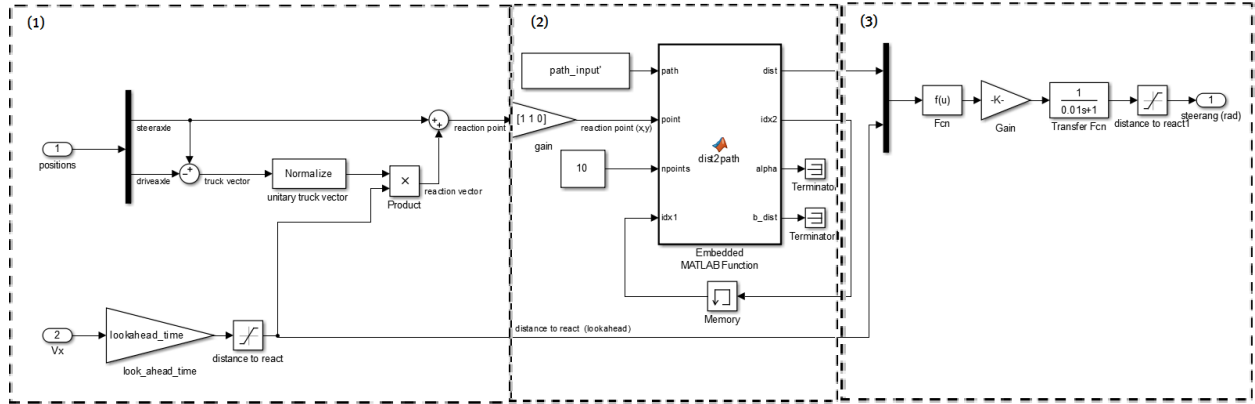 (1)
1
positions
steeraxle
driveaxle
- +
truck vector
Normalize
unitary truck vector
×
Product
reaction vector
+
+
reaction point
2
Vx
lookahead_time
look_ahead_time
distance to react
(2)
path_input'
[1 1 0]
gain
reaction point (x,y)
10
path
point
npoints
idx1
dist2path
dist
idx2
alpha
b_dist
Embedded
MATLAB Function
Terminator
Terminator
Memory
distance to react (lookahead)
(3)
f(u)
Fcn
-K-
Gain
1
0.01s+1
Transfer Fcn
distance to react1
1
steerang (rad)